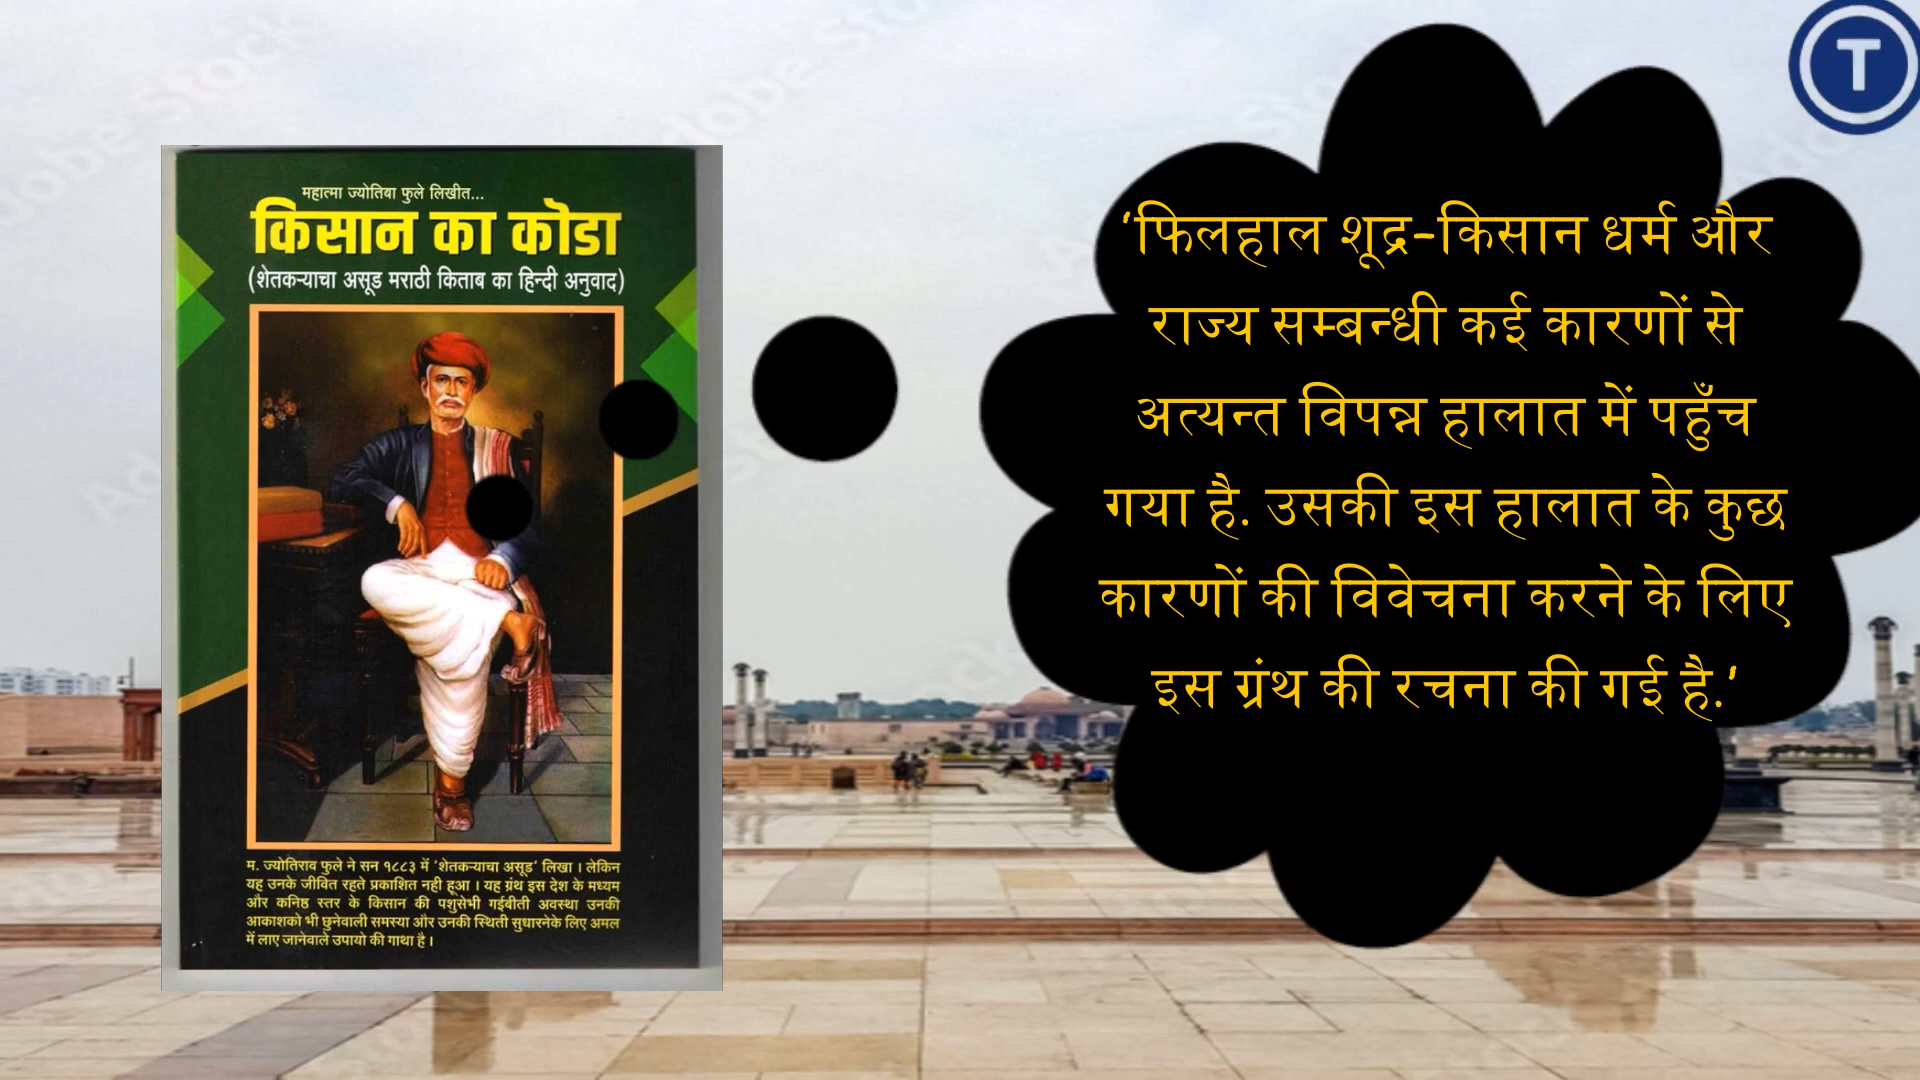 महात्मा ज्योतिबा फुले लिखीत...
किसान का कोडा
(शेतकऱ्याचा असूड मराठी किताब का हिन्दी अनुवाद)
म. ज्योतिराव फुले ने सन १८८३ में 'शेतकऱ्याचा असूड' लिखा । लेकिन
यह उनके जीवित रहते प्रकाशित नही हूआ । यह ग्रंथ इस देश के मध्यम
और कनिष्ठ स्तर के किसान की पशुसेभी गईबीती अवस्था उनकी
आकाशको भी छुनेवाली समस्या और उनकी स्थिती सुधारनेके लिए अमल
में लाए जानेवाले उपायो की गाथा है ।
'फिलहाल शूद्र-किसान धर्म और
राज्य सम्बन्धी कई कारणों से
अत्यन्त विपन्न हालात में पहुँच
गया है. उसकी इस हालात के कुछ
कारणों की विवेचना करने के लिए
इस ग्रंथ की रचना की गई है.'
T
Adobe Stock